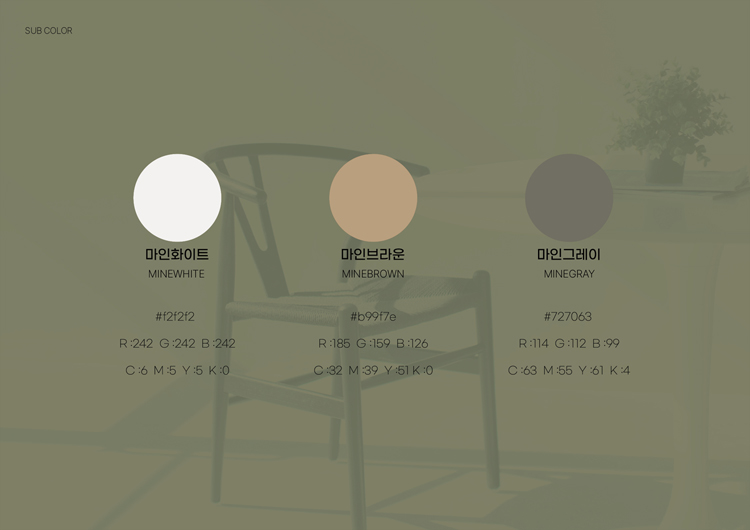 SUB COLOR
마인화이트
MINEWHITE
#f2f2f2
R :242 G :242 B :242
C :6 M :5 Y :5 K :0
마인브라운
MINEBROWN
#b99f7e
R :185 G :159 B :126
C :32 M :39 Y :51 K :0
마인그레이
MINEGRAY
#727063
R :114 G :112 B :99
C :63 M :55 Y :61 K :4